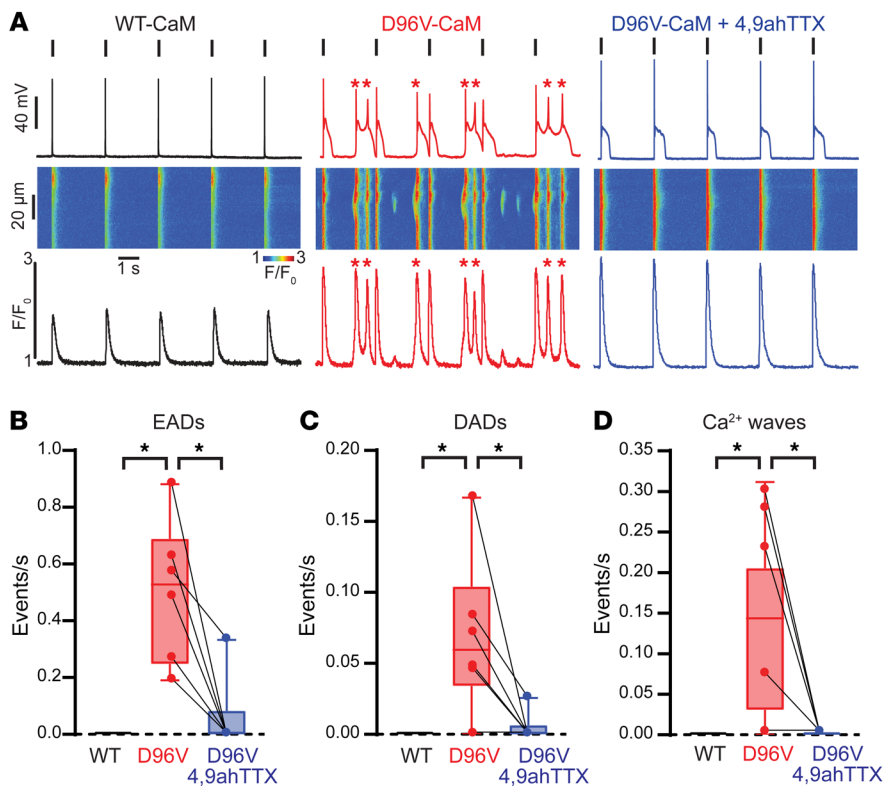 A
WT-CaM
D96V-CaM
D96V-CaM + 4,9ahTTX
40 mV
* * * * * * *
20 µm
1 s
1 3
F/F0
* * * * * * *
3
F/F0
1
B
EADs
* *
Events/s
1.0
0.8
0.6
0.4
0.2
0.0
WT
D96V
D96V
4,9ahTTX
C
DADs
* *
Events/s
0.20
0.15
0.10
0.05
0.00
WT
D96V
D96V
4,9ahTTX
D
Ca²⁺ waves
* *
Events/s
0.35
0.30
0.25
0.20
0.15
0.10
0.05
0.00
WT
D96V
D96V
4,9ahTTX